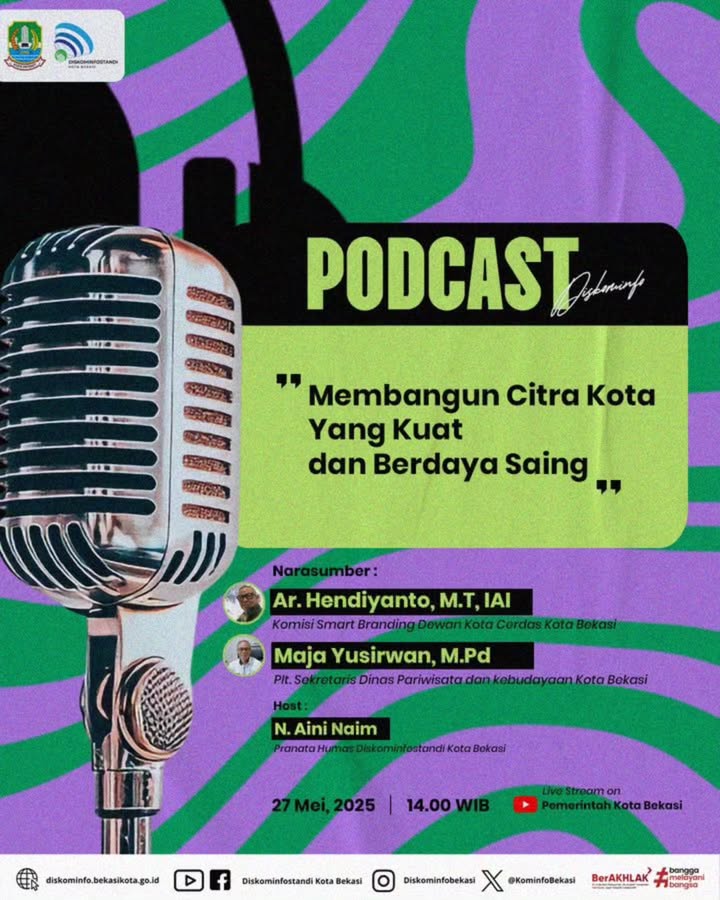 DISKOMINFOSTANDI
KOTA BEKASI
PODCAST
Diskominfo
" Membangun Citra Kota
Yang Kuat
dan Berdaya Saing "
Narasumber :
Ar. Hendiyanto, M.T, IAI
Komisi Smart Branding Dewan Kota Cerdas Kota Bekasi
Maja Yusirwan, M.Pd
Plt. Sekretaris Dinas Pariwisata dan kebudayaan Kota Bekasi
Host :
N. Aini Naim
Pranata Humas Diskominfostandi Kota Bekasi
27 Mei, 2025 | 14.00 WIB
Live Stream on
Pemerintah Kota Bekasi
diskominfo.bekasikota.go.id
Diskominfostandi Kota Bekasi
Diskominfobekasi
@KominfoBekasi
BerAKHLAK
#bangga
melayani
bangsa